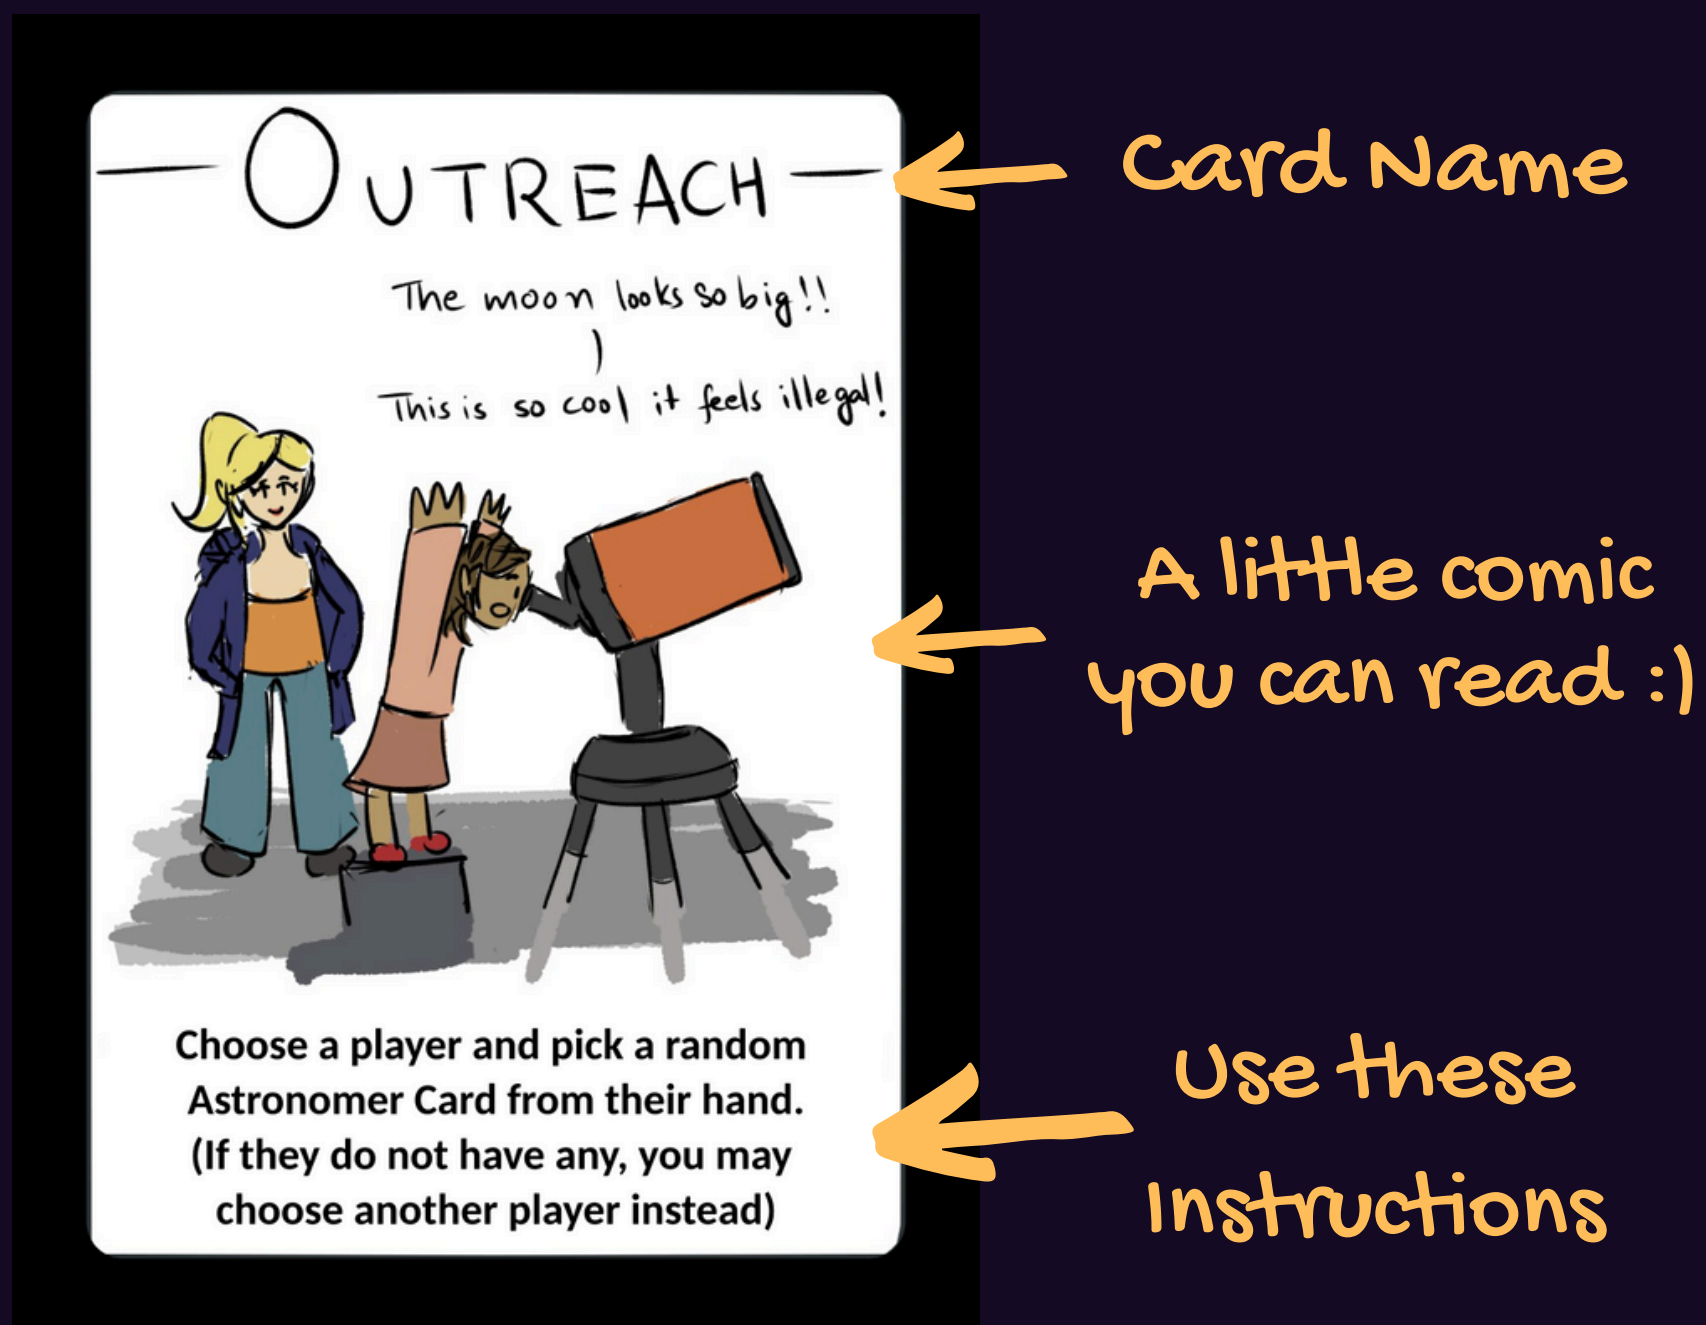 OUTREACH
The moon looks so big!!
This is so cool it feels illegal!
Choose a player and pick a random
Astronomer Card from their hand.
(If they do not have any, you may
choose another player instead)
Card Name
A little comic
you can read :)
Use these
Instructions